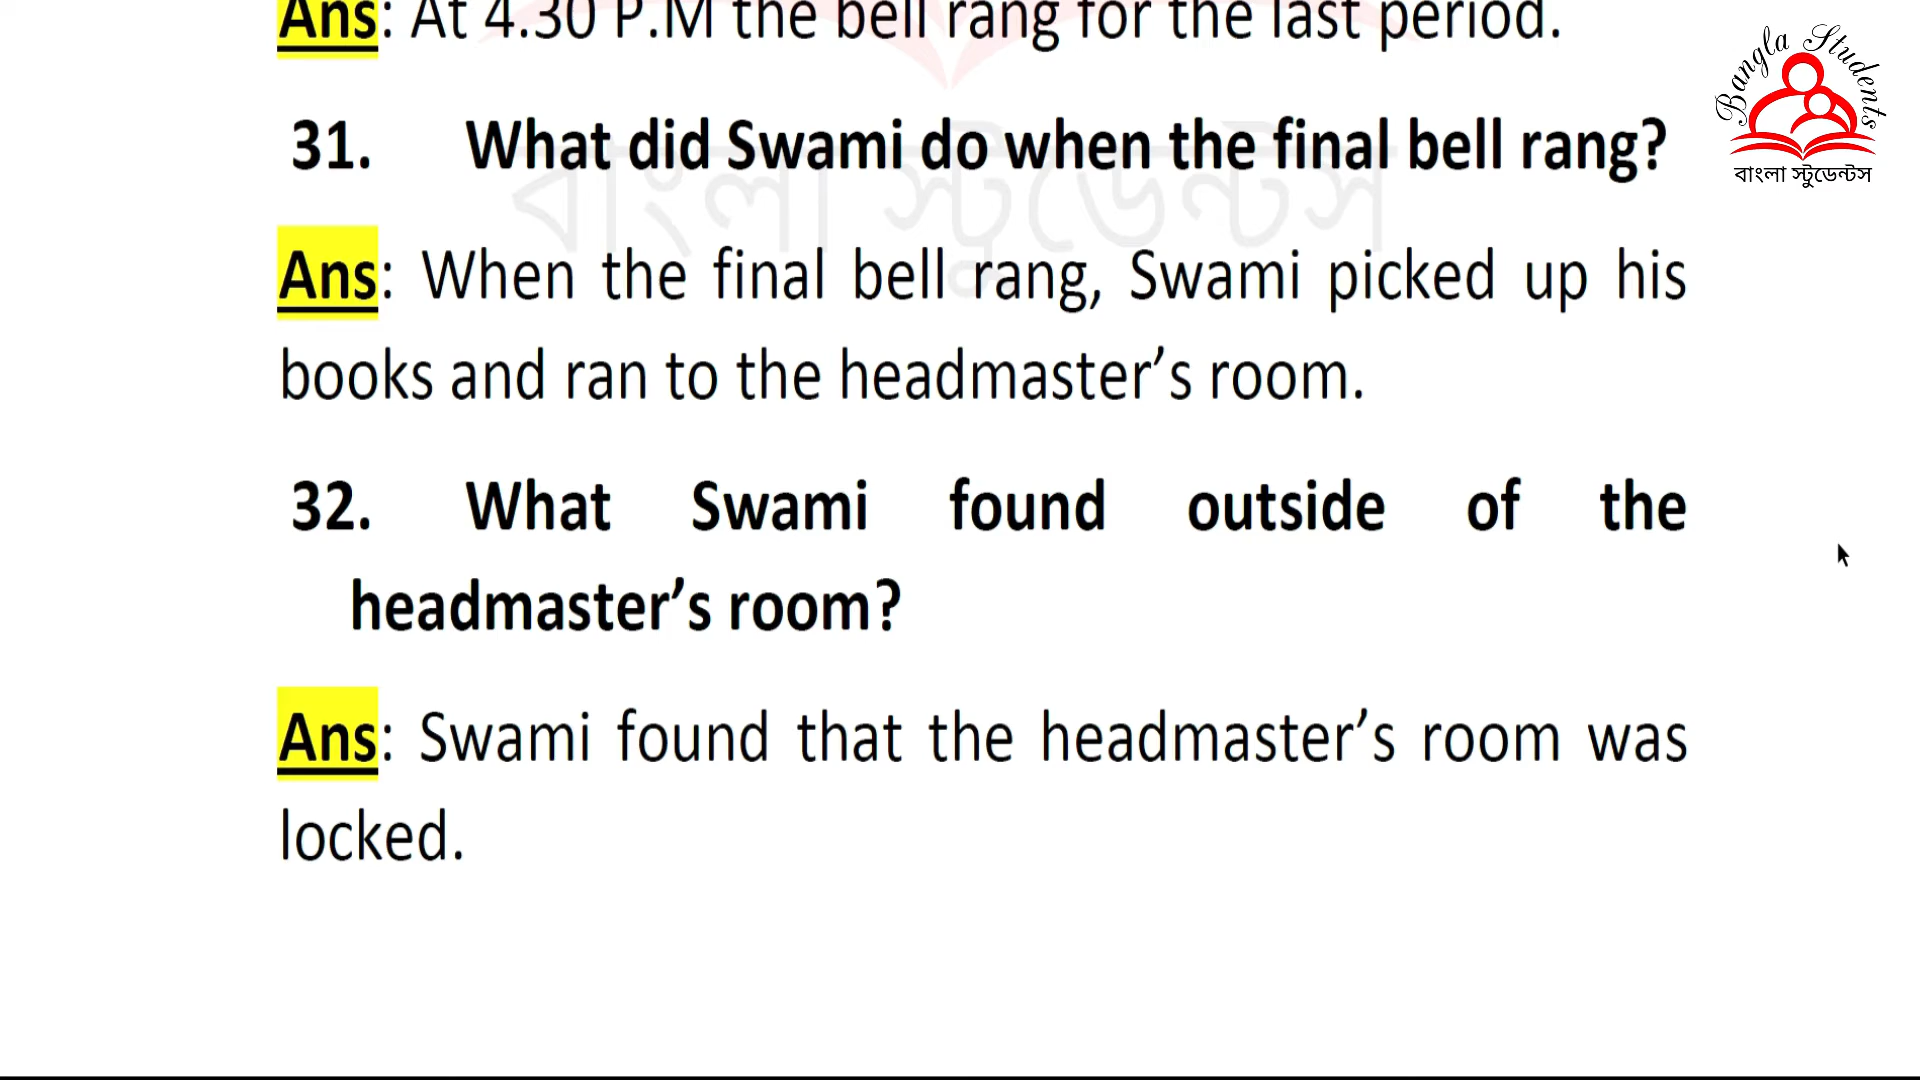 Ans: At 4.30 P.M the bell rang for the last period.
Bangla Students
31. What did Swami do when the final bell rang?
বাংলা স্টুডেন্টস
বাংলা স্টুডেন্টস
Ans: When the final bell rang, Swami picked up his
books and ran to the headmaster’s room.
32. What Swami found outside of the
headmaster’s room?
Ans: Swami found that the headmaster’s room was
locked.